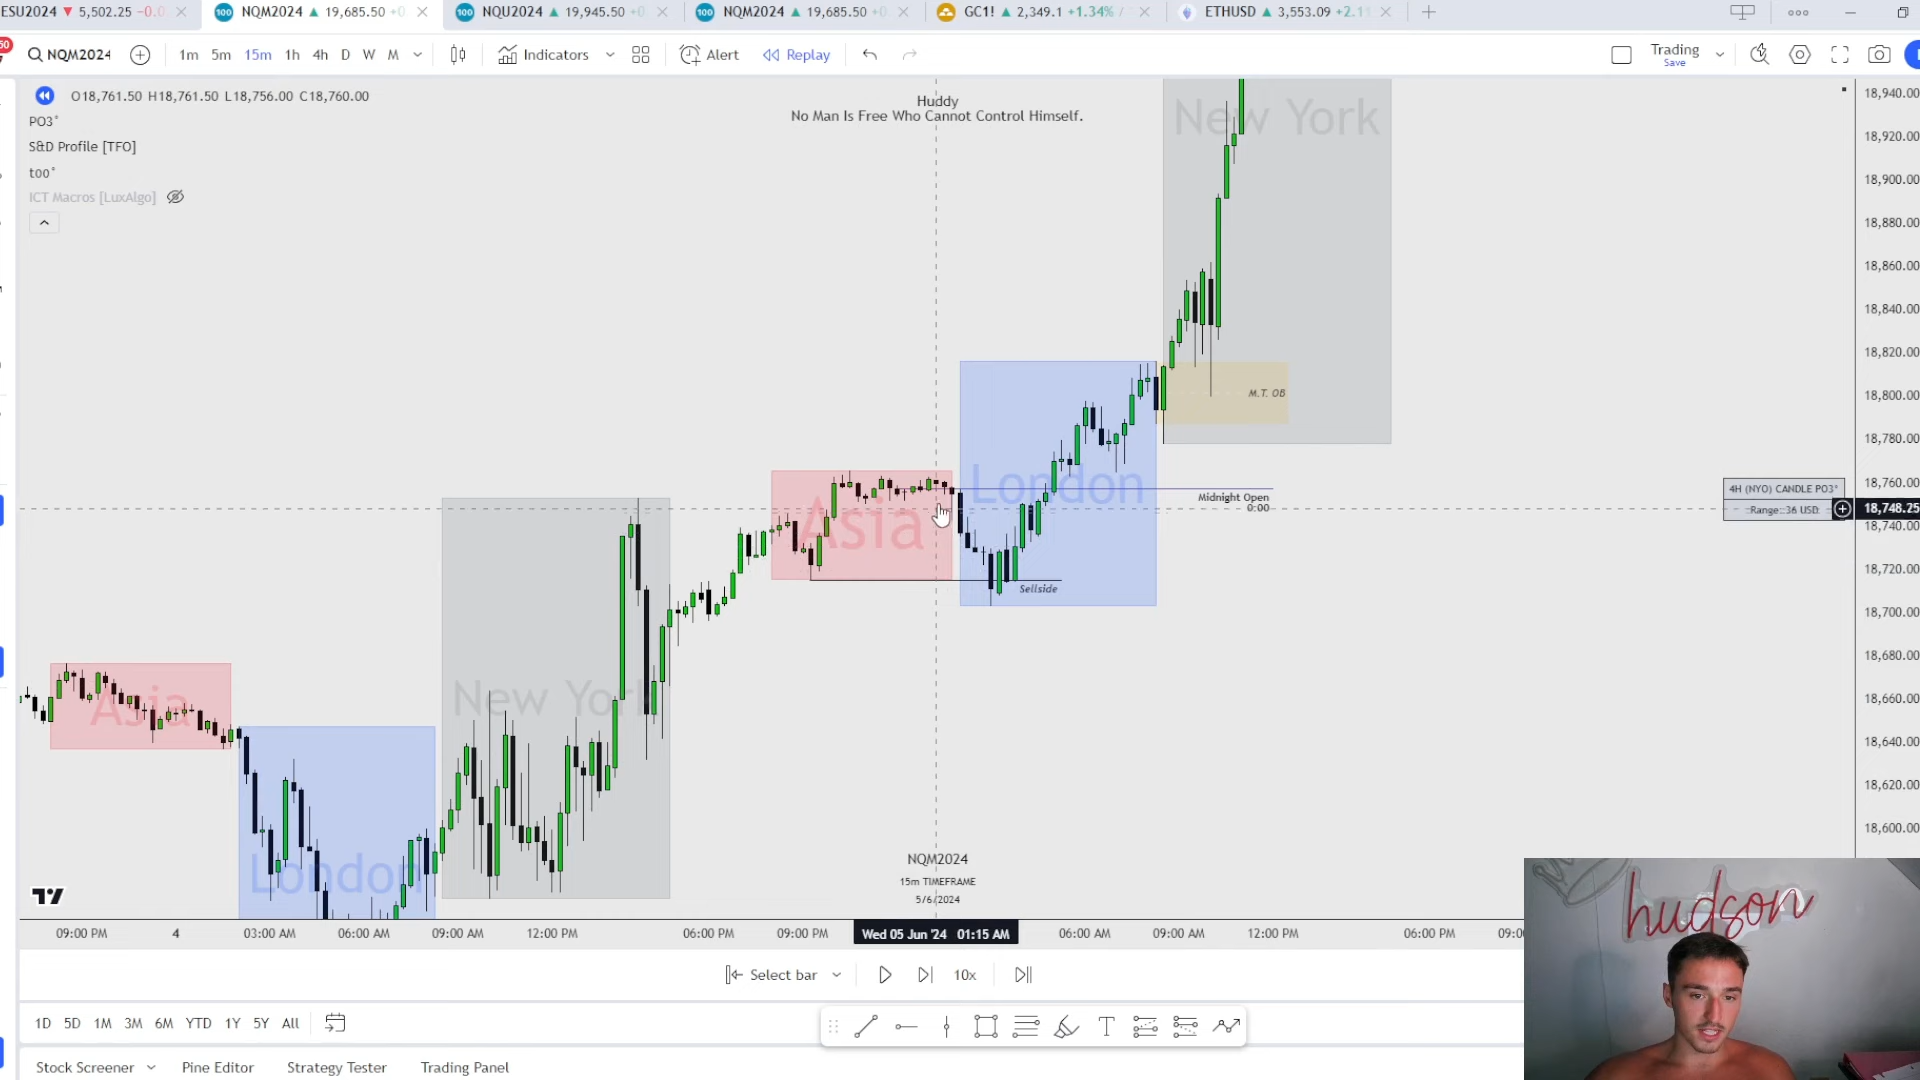 ESU2024 ▼ 5,502.25 −0.0
NQM2024 ▲ 19,685.50 +0
NQU2024 ▲ 19,945.50 +0
NQM2024 ▲ 19,685.50 +0
GC1! ▲ 2,349.1 +1.34% /
ETHUSD ▲ 3,553.09 +2.1
50
NQM2024
1m 5m 15m 1h 4h D W M
Indicators
Alert
Replay
Trading
Save
O18,761.50 H18,761.50 L18,756.00 C18,760.00
PO3°
S&D Profile [TFO]
too°
ICT Macros [LuxAlgo]
Huddy
No Man Is Free Who Cannot Control Himself.
New York
M.T. OB
London
Midnight Open
0:00
Asia
Sellside
New York
Asia
London
4H (NYO) CANDLE PO3°
Range: 36 USD
18,940.00
18,920.00
18,900.00
18,880.00
18,860.00
18,840.00
18,820.00
18,800.00
18,780.00
18,760.00
18,748.25
18,740.00
18,720.00
18,700.00
18,680.00
18,660.00
18,640.00
18,620.00
18,600.00
NQM2024
15m TIMEFRAME
5/6/2024
hudson
09:00 PM 4 03:00 AM 06:00 AM 09:00 AM 12:00 PM 06:00 PM 09:00 PM Wed 05 Jun '24 01:15 AM 06:00 AM 09:00 AM 12:00 PM 06:00 PM 09:0
Select bar 10x
1D 5D 1M 3M 6M YTD 1Y 5Y All
Stock Screener Pine Editor Strategy Tester Trading Panel